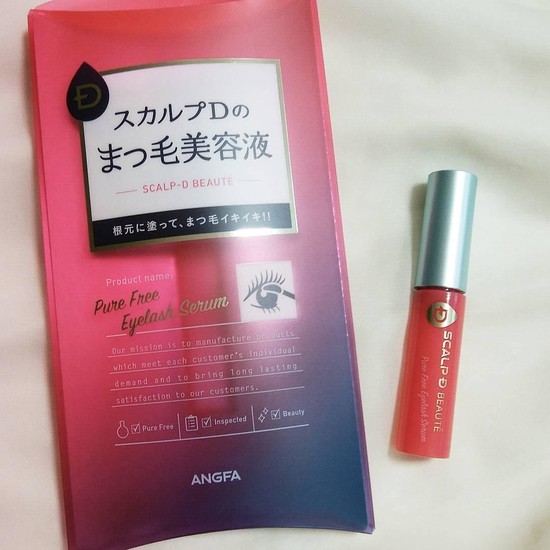 Đ
スカルプDの
まつ毛美容液
SCALP-D BEAUTE
根元に塗って、まつ毛イキイキ!!
Product name:
Pure Free
Eyelash Serum
Our mission is to manufacture products
which meet each customer's individual
demand and to bring long lasting
satisfaction to our customers.
Pure Free
Inspected
Beauty
ANGFA
Đ
SCALP-D BEAUTÉ
Pure Free Eyelash Serum